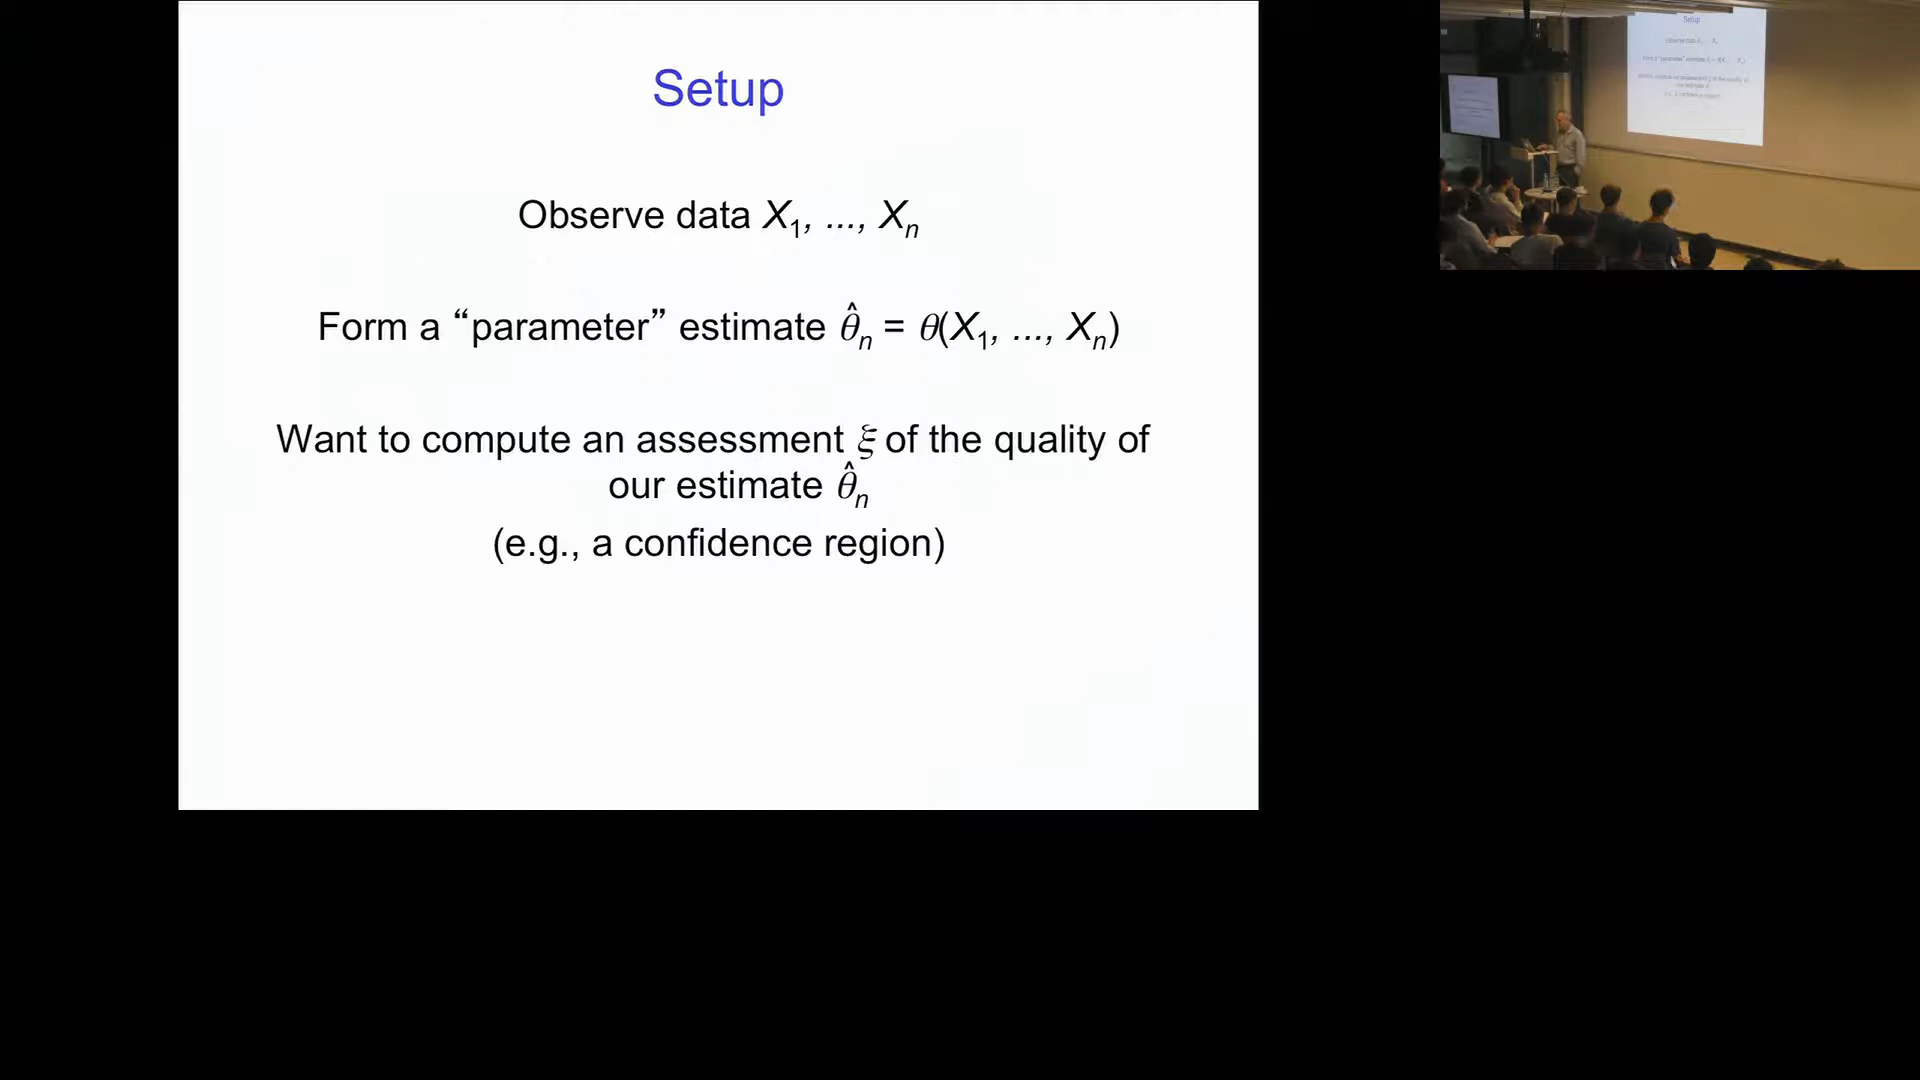 Setup
Observe data X₁, ..., Xₙ
Form a “parameter” estimate θ̂ₙ = θ(X₁, ..., Xₙ)
Want to compute an assessment ξ of the quality of
our estimate θ̂ₙ
(e.g., a confidence region)
Setup